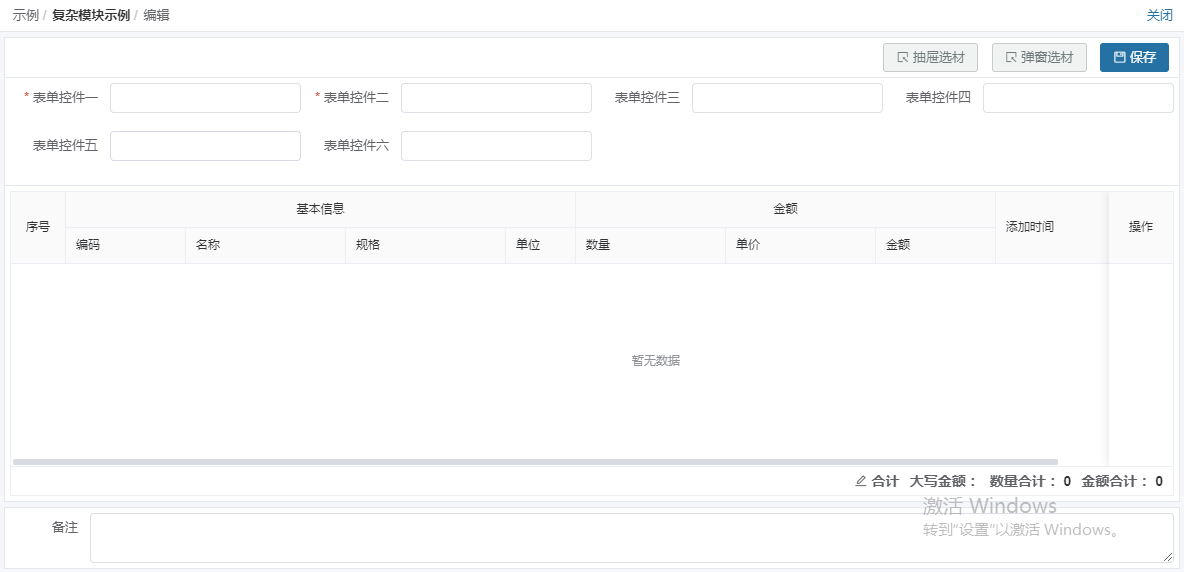 示例 / 复杂模块示例 / 编辑 关闭
抽屉选材 弹窗选材 保存
* 表单控件一 * 表单控件二 表单控件三 表单控件四
表单控件五 表单控件六
序号 基本信息 金额 添加时间 操作
编码 名称 规格 单位 数量 单价 金额
暂无数据
合计 大写金额： 数量合计： 0 金额合计： 0
激活 Windows
转到“设置”以激活 Windows。
备注